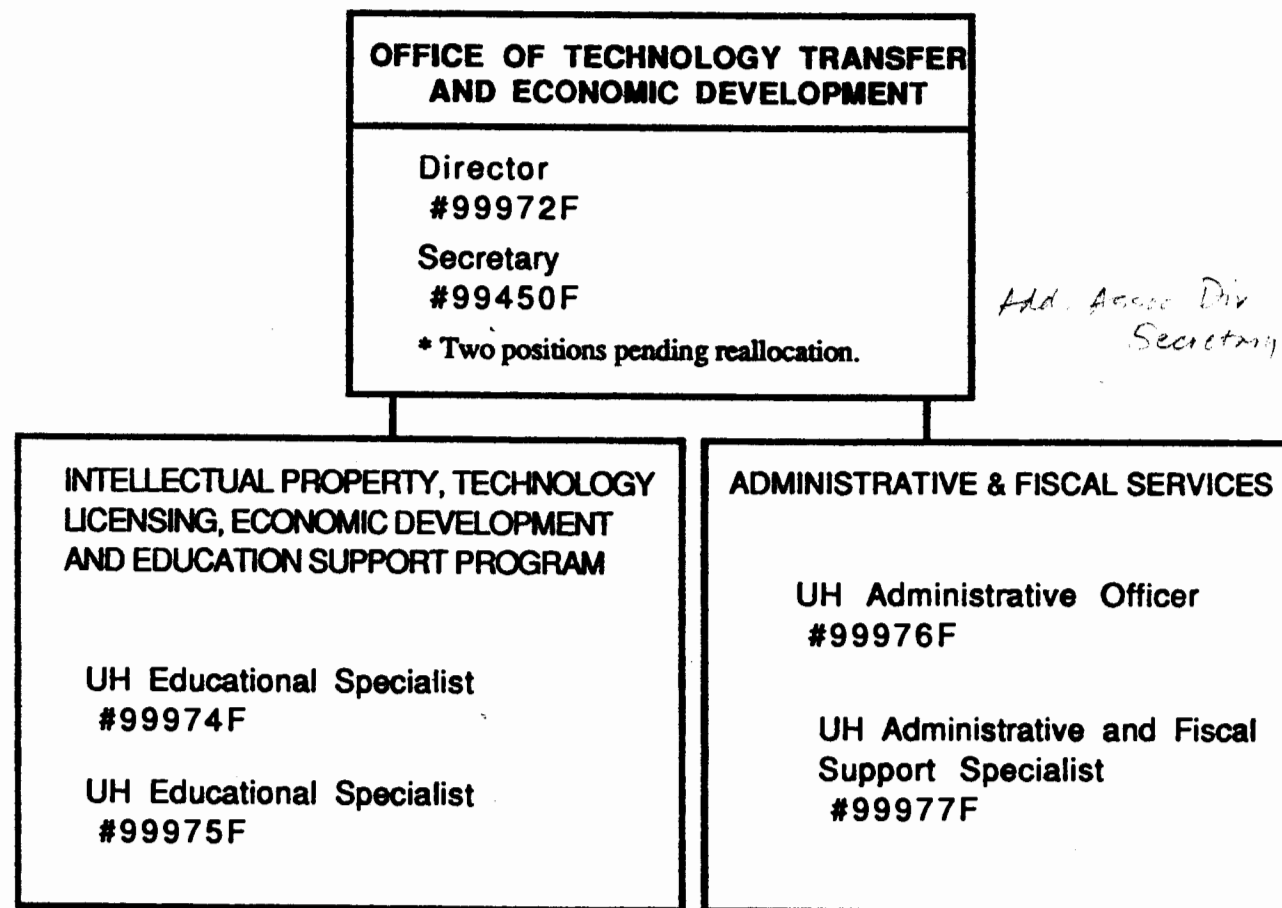 OFFICE OF TECHNOLOGY TRANSFER
AND ECONOMIC DEVELOPMENT
Director
#99972F
Secretary
#99450F
* Two positions pending reallocation.
Add. Dir
Secretary
INTELLECTUAL PROPERTY, TECHNOLOGY
LICENSING, ECONOMIC DEVELOPMENT
AND EDUCATION SUPPORT PROGRAM
UH Educational Specialist
#99974F
UH Educational Specialist
#99975F
ADMINISTRATIVE & FISCAL SERVICES
UH Administrative Officer
#99976F
UH Administrative and Fiscal
Support Specialist
#99977F